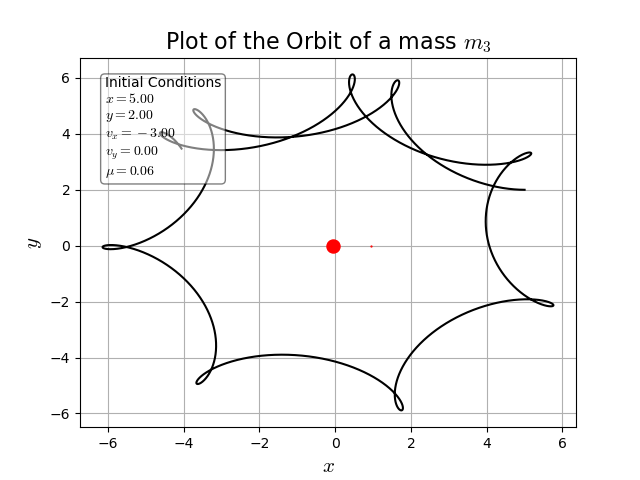 Plot of the Orbit of a mass m₃
Initial Conditions
x = 5.00
y = 2.00
vₓ = −3.00
v_y = 0.00
μ = 0.06
6
4
2
0
−2
−4
−6
y
−6 −4 −2 0 2 4 6
x